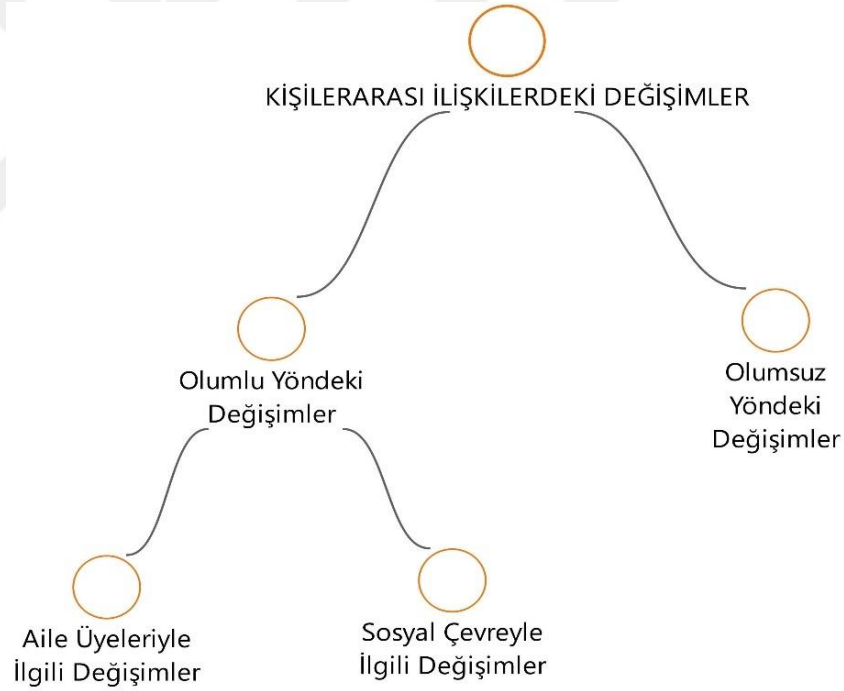 KİŞİLERARASI İLİŞKİLERDEKİ DEĞİŞİMLER
Olumlu Yöndeki
Değişimler
Olumsuz
Yöndeki
Değişimler
Aile Üyeleriyle
İlgili Değişimler
Sosyal Çevreyle
İlgili Değişimler